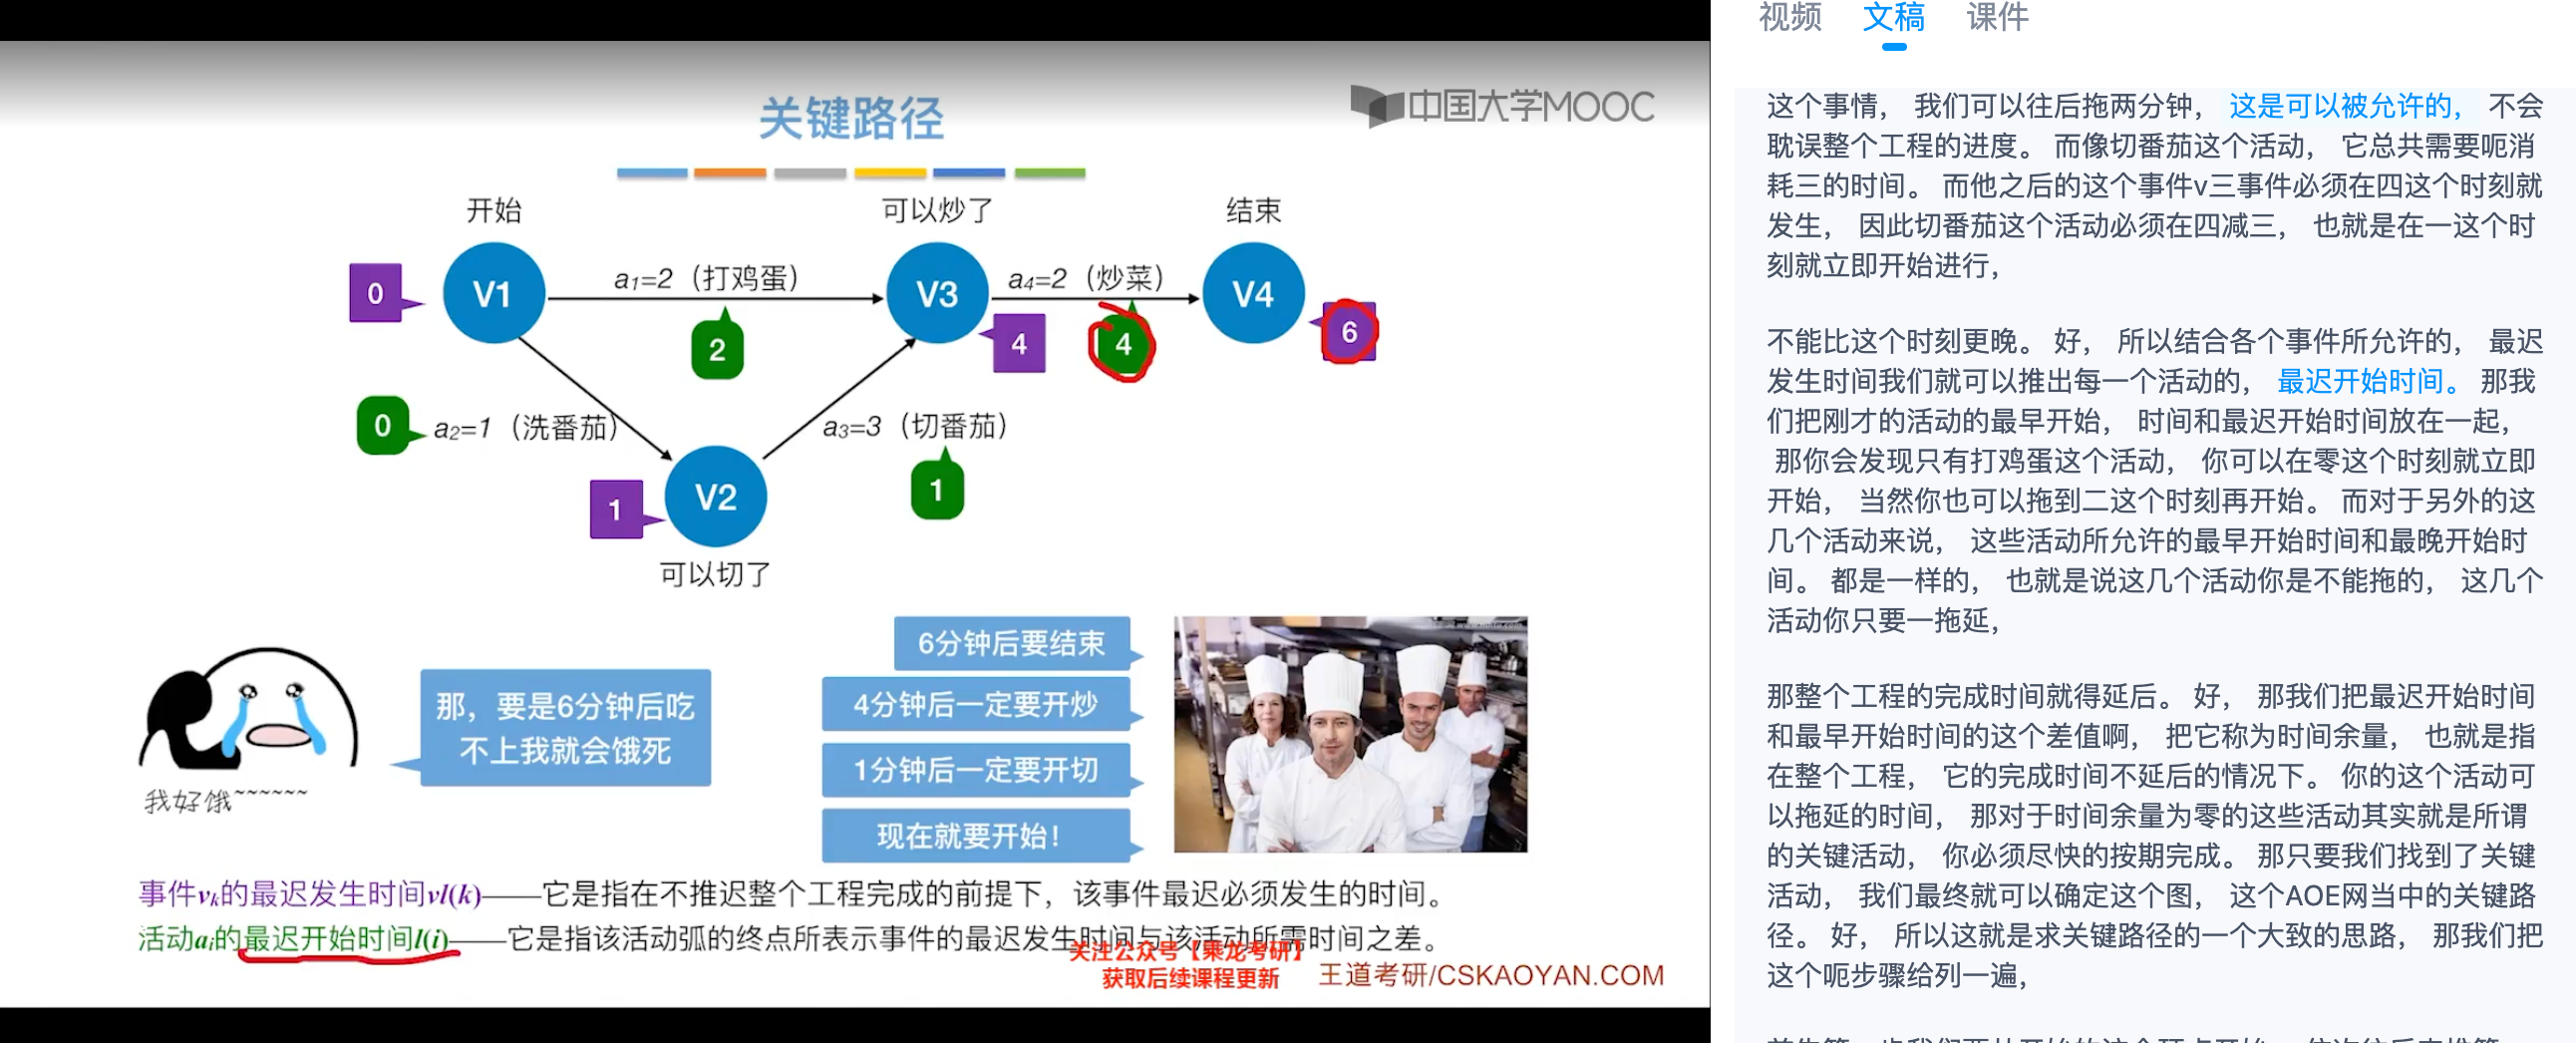 关键路径
中国大学MOOC
开始
可以炒了
结束
0
V1
a₁=2（打鸡蛋）
V3
a₄=2（炒菜）
V4
2
4
4
6
0
a₂=1（洗番茄）
a₃=3（切番茄）
1
V2
1
可以切了
我好饿~~~~~~
那，要是6分钟后吃
不上我就会饿死
6分钟后要结束
4分钟后一定要开炒
1分钟后一定要开切
现在就要开始！
事件vₖ的最迟发生时间vl(k)——它是指在不推迟整个工程完成的前提下，该事件最迟必须发生的时间。
活动aᵢ的最迟开始时间l(i)——它是指该活动弧的终点所表示事件的最迟发生时间与该活动所需时间之差。
关注公众号【乘龙考研】
获取后续课程更新
王道考研/CSKAOYAN.COM
视频 文稿 课件
这个事情， 我们可以往后拖两分钟， 这是可以被允许的， 不会
耽误整个工程的进度。 而像切番茄这个活动， 它总共需要呃消
耗三的时间。 而他之后的这个事件v三事件必须在四这个时刻就
发生， 因此切番茄这个活动必须在四减三， 也就是在一这个时
刻就立即开始进行，
不能比这个时刻更晚。 好， 所以结合各个事件所允许的， 最迟
发生时间我们就可以推出每一个活动的， 最迟开始时间。 那我
们把刚才的活动的最早开始， 时间和最迟开始时间放在一起，
那你会发现只有打鸡蛋这个活动， 你可以在零这个时刻就立即
开始， 当然你也可以拖到二这个时刻再开始。 而对于另外的这
几个活动来说， 这些活动所允许的最早开始时间和最晚开始时
间。 都是一样的， 也就是说这几个活动你是不能拖的， 这几个
活动你只要一拖延，
那整个工程的完成时间就得延后。 好， 那我们把最迟开始时间
和最早开始时间的这个差值啊， 把它称为时间余量， 也就是指
在整个工程， 它的完成时间不延后的情况下。 你的这个活动可
以拖延的时间， 那对于时间余量为零的这些活动其实就是所谓
的关键活动， 你必须尽快的按期完成。 那只要我们找到了关键
活动， 我们最终就可以确定这个图， 这个AOE网当中的关键路
径。 好， 所以这就是求关键路径的一个大致的思路， 那我们把
这个呃步骤给列一遍，